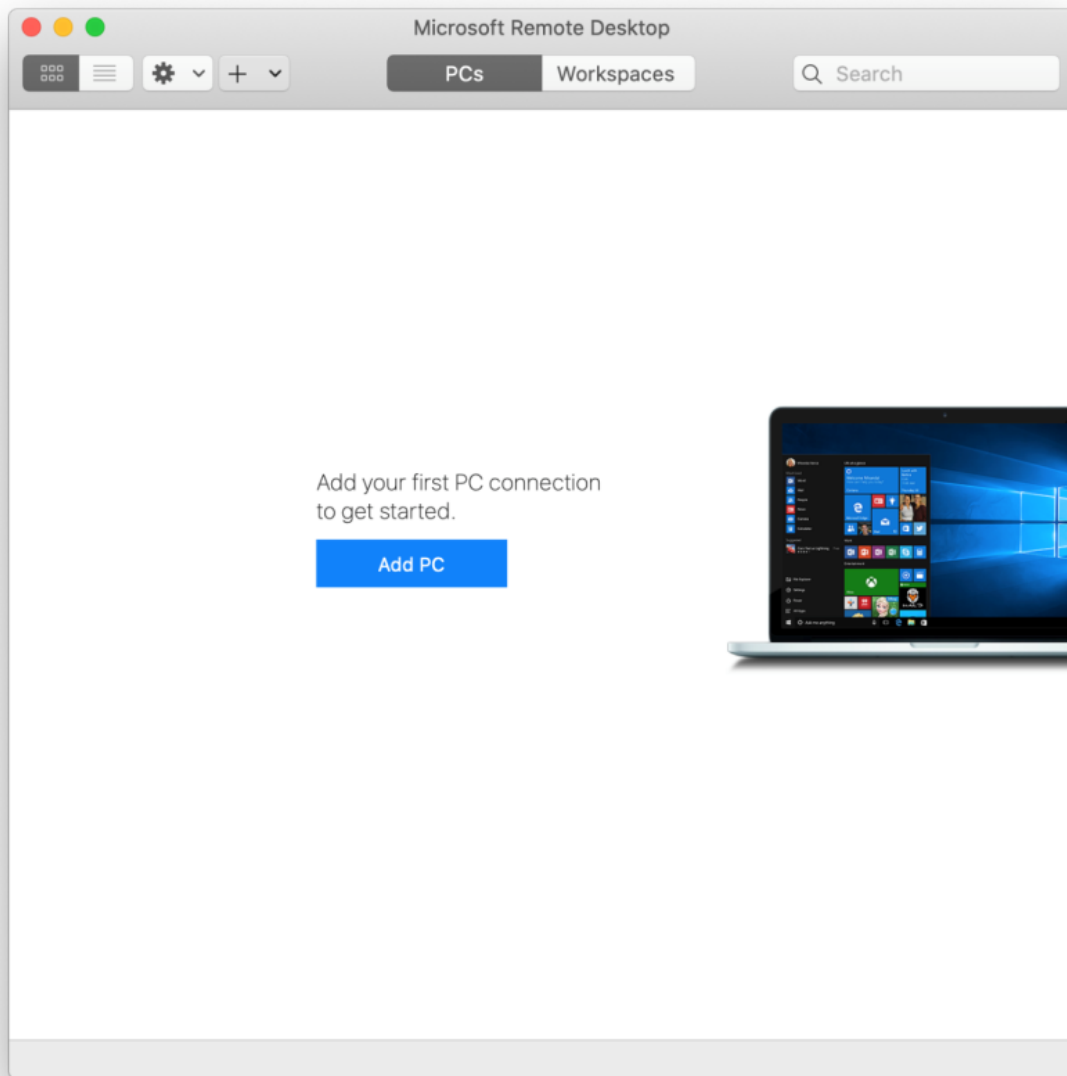 Microsoft Remote Desktop
PCs
Workspaces
Search
Add your first PC connection
to get started.
Add PC